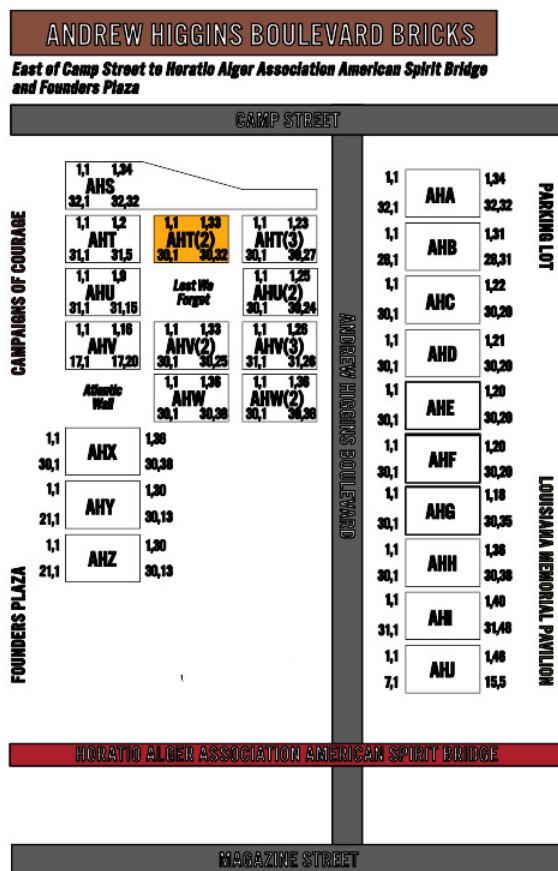 ANDREW HIGGINS BOULEVARD BRICKS
East of Camp Street to Horatio Alger Association American Spirit Bridge
and Founders Plaza
CAMP STREET
CAMPAIGNS OF COURAGE
FOUNDERS PLAZA
1,1 1,34
AHS
32,1 32,32
1,1 1,2
AHT
31,1 31,5
1,1 1,33
AHT(2)
30,1 30,32
1,1 1,23
AHT(3)
30,1 30,27
1,1 1,9
AHU
31,1 31,15
Lest We
Forget
1,1 1,25
AHU(2)
30,1 30,24
1,1 1,16
AHV
17,1 17,20
1,1 1,33
AHV(2)
30,1 30,25
1,1 1,26
AHV(3)
31,1 31,26
Atlantic
Wall
1,1 1,36
AHW
30,1 30,38
1,1 1,36
AHW(2)
30,1 30,38
1,1 1,36
AHX
30,1 30,38
1,1 1,30
AHY
21,1 30,13
1,1 1,30
AHZ
21,1 30,13
ANDREW HIGGINS BOULEVARD
1,1 1,34
AHA
32,1 32,32
1,1 1,31
AHB
28,1 28,31
1,1 1,22
AHC
30,1 30,20
1,1 1,21
AHD
30,1 30,20
1,1 1,20
AHE
30,1 30,20
1,1 1,20
AHF
30,1 30,20
1,1 1,18
AHG
30,1 30,35
1,1 1,36
AHH
30,1 30,38
1,1 1,40
AHI
31,1 31,48
1,1 1,48
AHJ
7,1 15,5
PARKING LOT
LOUISIANA MEMORIAL PAVILION
HORATIO ALGER ASSOCIATION AMERICAN SPIRIT BRIDGE
MAGAZINE STREET